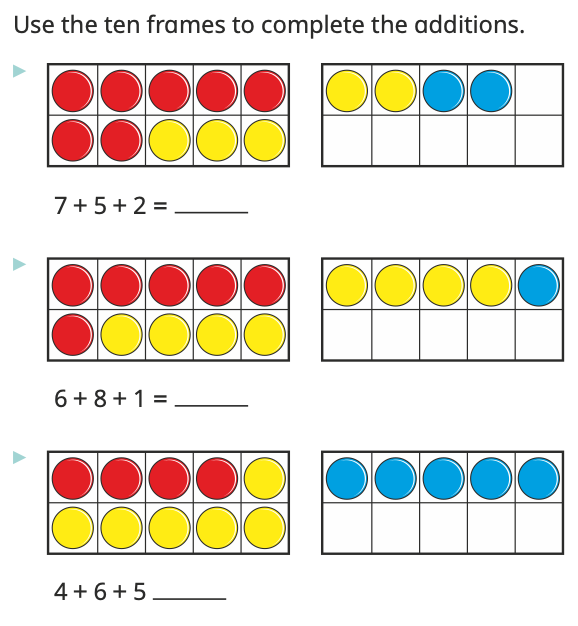 Use the ten frames to complete the additions.
7 + 5 + 2 = ______
6 + 8 + 1 = ______
4 + 6 + 5 ______